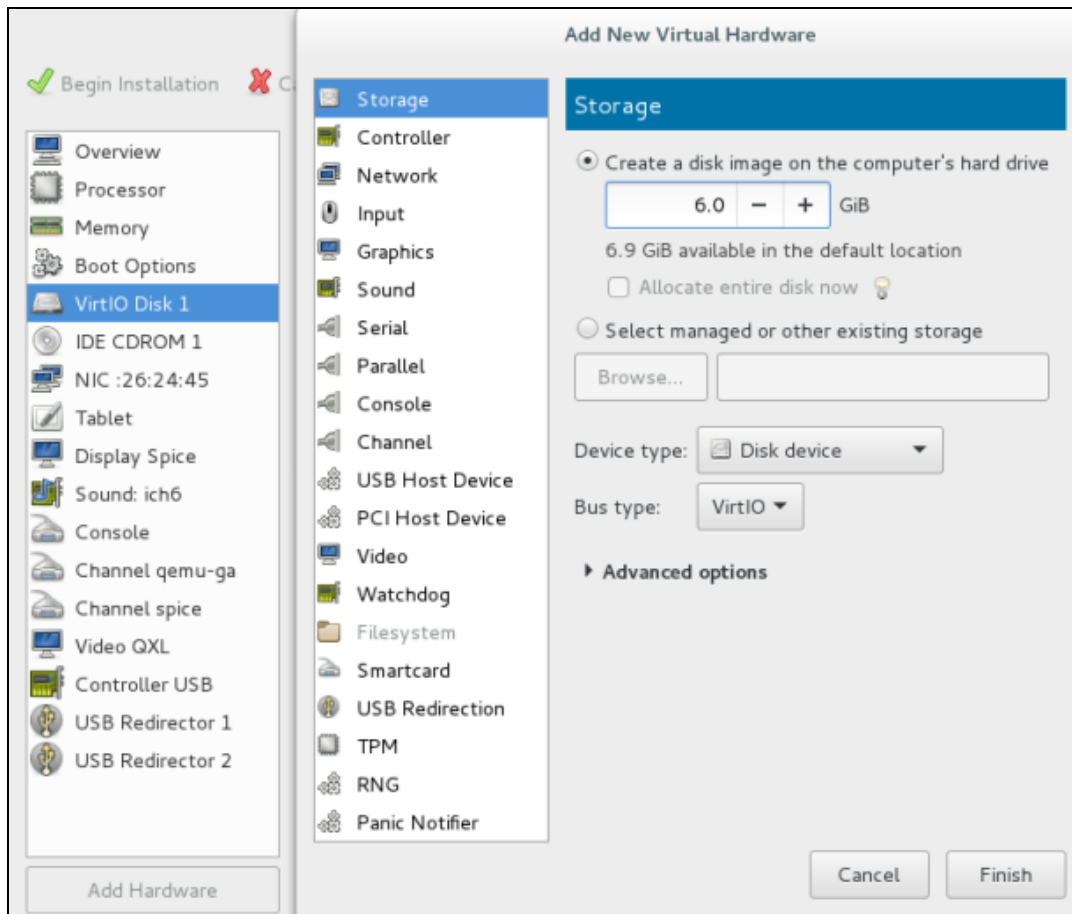 Add New Virtual Hardware
Begin Installation
Overview
Processor
Memory
Boot Options
VirtIO Disk 1
IDE CDROM 1
NIC :26:24:45
Tablet
Display Spice
Sound: ich6
Console
Channel qemu-ga
Channel spice
Video QXL
Controller USB
USB Redirector 1
USB Redirector 2
Add Hardware
Storage
Controller
Network
Input
Graphics
Sound
Serial
Parallel
Console
Channel
USB Host Device
PCI Host Device
Video
Watchdog
Filesystem
Smartcard
USB Redirection
TPM
RNG
Panic Notifier
Storage
Create a disk image on the computer's hard drive
6.0 − + GiB
6.9 GiB available in the default location
Allocate entire disk now
Select managed or other existing storage
Browse...
Device type: Disk device
Bus type: VirtIO
Advanced options
Cancel Finish